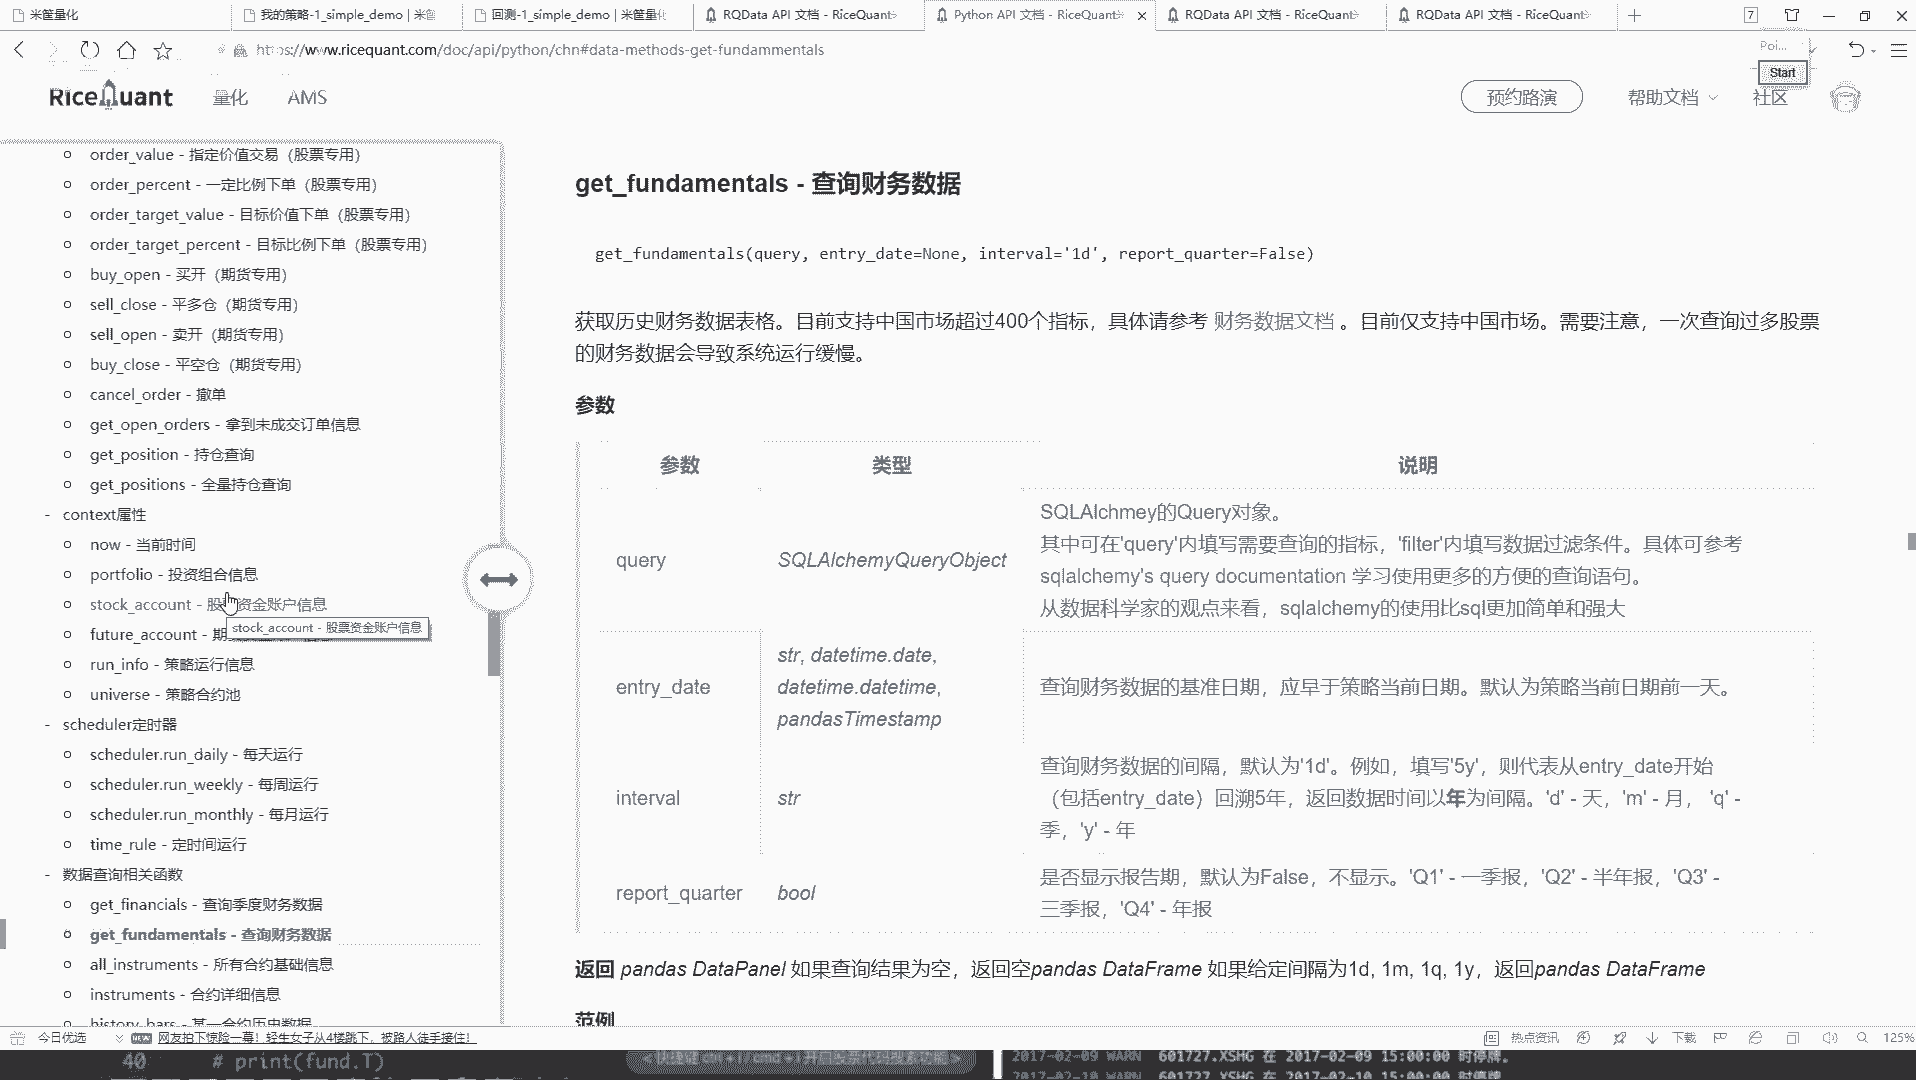 米筐量化
我的策略-1_simple_demo | 米筐
回测-1_simple_demo | 米筐量化
RQData API 文档 - RiceQuant
Python API 文档 - RiceQuant
RQData API 文档 - RiceQuant
RQData API 文档 - RiceQuant
7
https://www.ricequant.com/doc/api/python/chn#data-methods-get-fundammentals
Poi...
Start
RiceQuant
量化
AMS
预约路演
帮助文档
社区
order_value - 指定价值交易（股票专用）
order_percent - 一定比例下单（股票专用）
order_target_value - 目标价值下单（股票专用）
order_target_percent - 目标比例下单（股票专用）
buy_open - 买开（期货专用）
sell_close - 平多仓（期货专用）
sell_open - 卖开（期货专用）
buy_close - 平空仓（期货专用）
cancel_order - 撤单
get_open_orders - 拿到未成交订单信息
get_position - 持仓查询
get_positions - 全量持仓查询
- context属性
now - 当前时间
portfolio - 投资组合信息
stock_account - 股票资金账户信息
stock_account - 股票资金账户信息
future_account - 期
run_info - 策略运行信息
universe - 策略合约池
- scheduler定时器
scheduler.run_daily - 每天运行
scheduler.run_weekly - 每周运行
scheduler.run_monthly - 每月运行
time_rule - 定时间运行
- 数据查询相关函数
get_financials - 查询季度财务数据
get_fundamentals - 查询财务数据
all_instruments - 所有合约基础信息
instruments - 合约详细信息
history_bars - 某一合约历史数据
get_fundamentals - 查询财务数据
get_fundamentals(query, entry_date=None, interval='1d', report_quarter=False)
获取历史财务数据表格。目前支持中国市场超过400个指标，具体请参考 财务数据文档 。目前仅支持中国市场。需要注意，一次查询过多股票
的财务数据会导致系统运行缓慢。
参数
参数 类型 说明
query SQLAlchemyQueryObject
SQLAlchmey的Query对象。
其中可在'query'内填写需要查询的指标，'filter'内填写数据过滤条件。具体可参考
sqlalchemy's query documentation 学习使用更多的方便的查询语句。
从数据科学家的观点来看，sqlalchemy的使用比sql更加简单和强大
entry_date
str, datetime.date,
datetime.datetime,
pandasTimestamp
查询财务数据的基准日期，应早于策略当前日期。默认为策略当前日期前一天。
interval str
查询财务数据的间隔，默认为'1d'。例如，填写'5y'，则代表从entry_date开始
（包括entry_date）回溯5年，返回数据时间以年为间隔。'd' - 天，'m' - 月， 'q' -
季，'y' - 年
report_quarter bool
是否显示报告期，默认为False，不显示。'Q1' - 一季报，'Q2' - 半年报，'Q3' -
三季报，'Q4' - 年报
返回 pandas DataPanel 如果查询结果为空，返回空pandas DataFrame 如果给定间隔为1d, 1m, 1q, 1y，返回pandas DataFrame
范例
今日优选
NEW
网友拍下惊险一幕！轻生女子从4楼跳下，被路人徒手接住！
热点资讯
下载
125%
40 # print(fund.T)
2017-02-09 WARN 601727.XSHG 在 2017-02-09 15:00:00 时停牌。
2017-02-10 WARN 601727.XSHG 在 2017-02-10 15:00:00 时停牌。